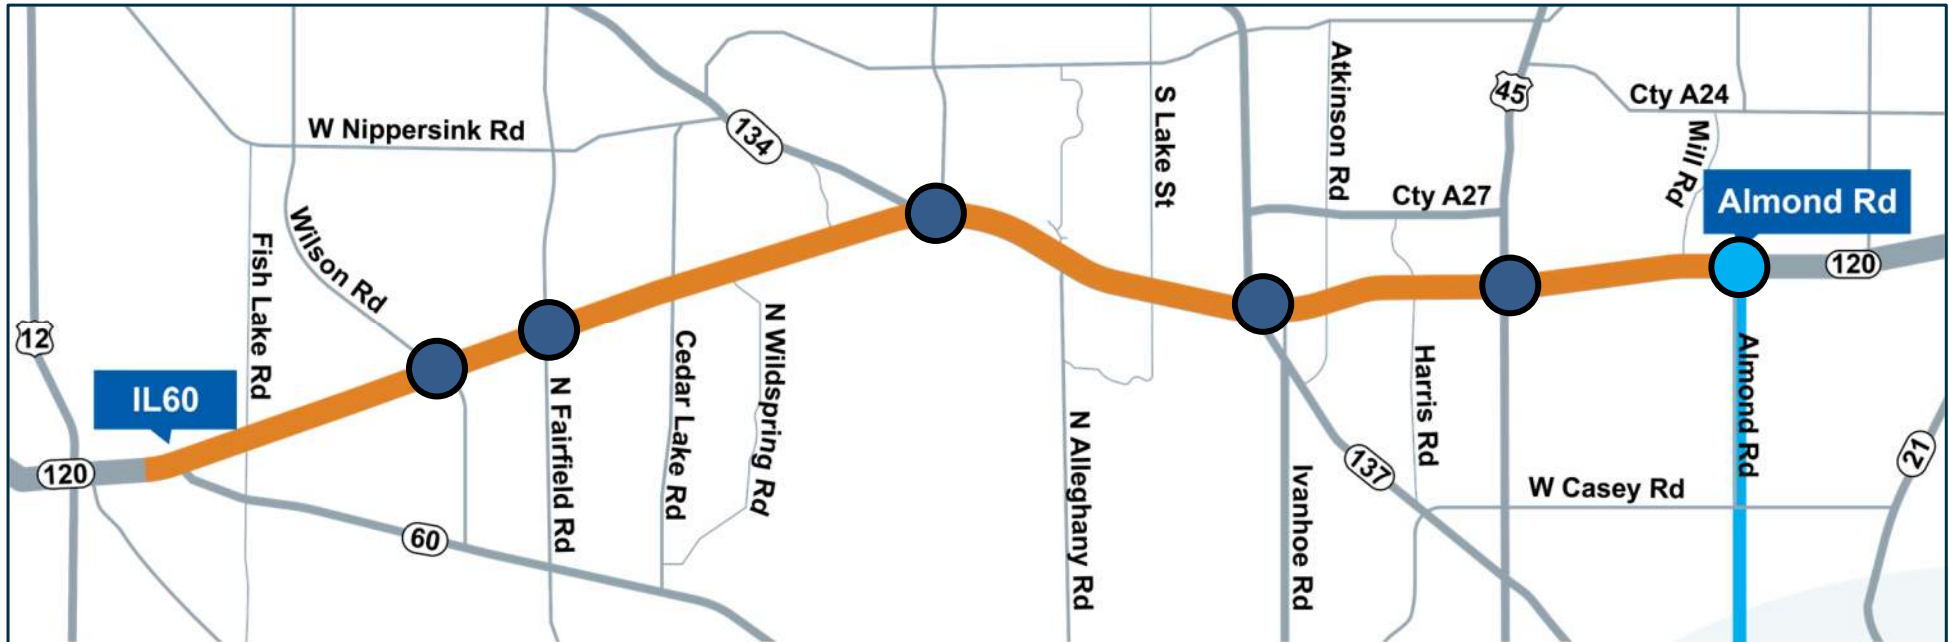 Cty A24
45
Atkinson Rd
S Lake St
W Nippersink Rd
134
Mill Rd
Cty A27
Almond Rd
Wilson Rd
Fish Lake Rd
120
12
IL60
Cedar Lake Rd
N Wildspring Rd
Almond Rd
Harris Rd
N Fairfield Rd
N Alleghany Rd
21
137
Ivanhoe Rd
120
W Casey Rd
60